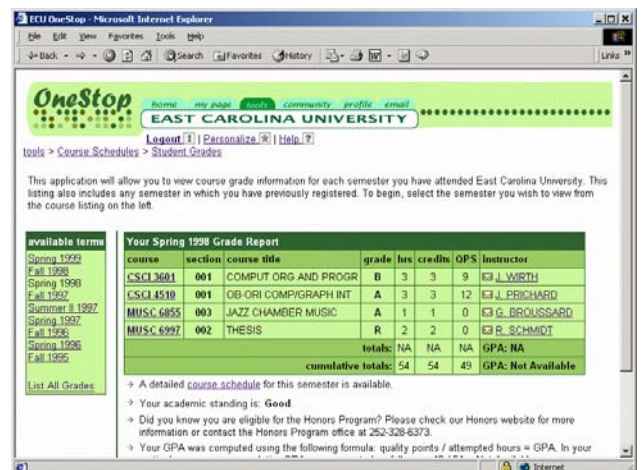 ECU OneStop - Microsoft Internet Explorer
File Edit View Favorites Tools Help
Back Search Favorites History Links »
OneStop
home my page tools community profile email
EAST CAROLINA UNIVERSITY
Logout | Personalize | Help ?
tools > Course Schedules > Student Grades
This application will allow you to view course grade information for each semester you have attended East Carolina University. This
listing also includes any semester in which you have previously registered. To begin, select the semester you wish to view from
the course listing on the left.
available terms
Spring 1999
Fall 1998
Spring 1998
Fall 1997
Summer II 1997
Spring 1997
Fall 1996
Spring 1996
Fall 1995
List All Grades
Your Spring 1998 Grade Report
course section course title grade hrs credits QPS instructor
CSCI 3601 001 COMPUT ORG AND PROGR B 3 3 9 J. WIRTH
CSCI 4510 001 OB-ORI COMP/GRAPH INT A 3 3 12 J. PRICHARD
MUSC 6855 003 JAZZ CHAMBER MUSIC A 1 1 0 G. BROUSSARD
MUSC 6997 002 THESIS R 2 2 0 R. SCHMIDT
totals: NA NA NA GPA: NA
cumulative totals: 54 54 49 GPA: Not Available
A detailed course schedule for this semester is available.
Your academic standing is: Good.
Did you know you are eligible for the Honors Program? Please check our Honors website for more
information or contact the Honors Program office at 252-328-6373.
Your GPA was computed using the following formula: quality points / attempted hours = GPA. In your
Internet